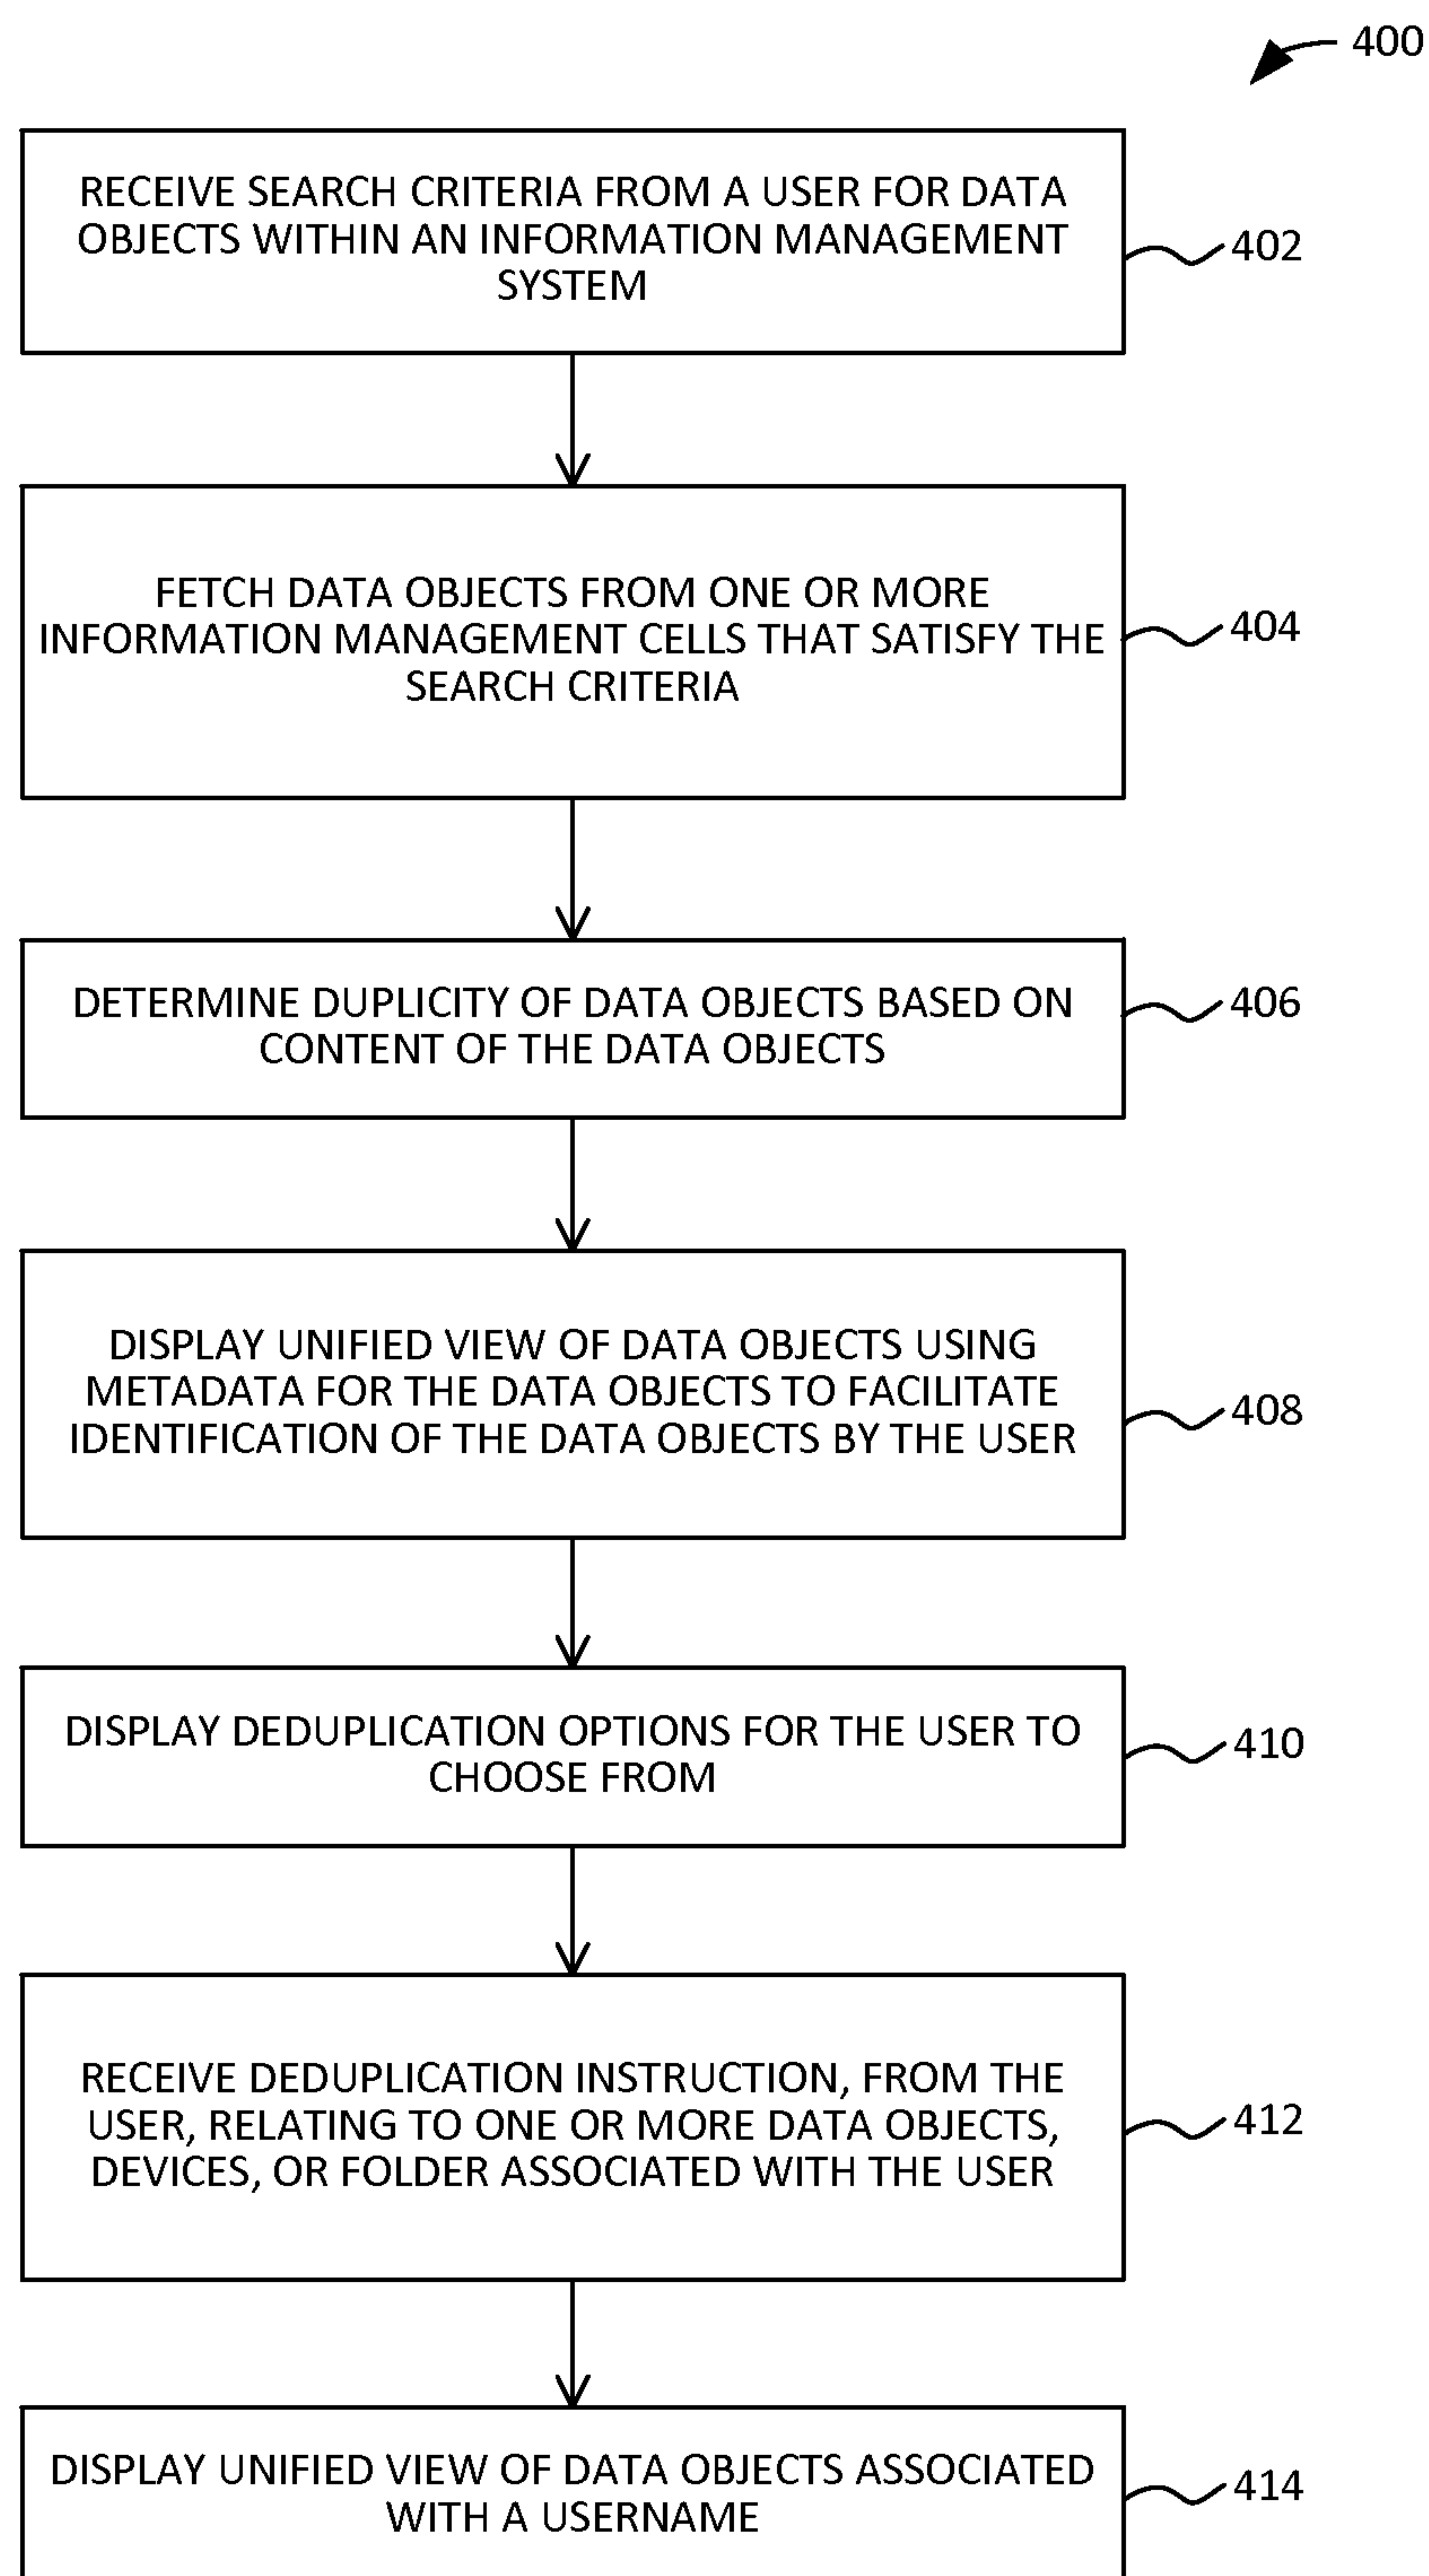 400
RECEIVE SEARCH CRITERIA FROM A USER FOR DATA
OBJECTS WITHIN AN INFORMATION MANAGEMENT
SYSTEM
402
FETCH DATA OBJECTS FROM ONE OR MORE
INFORMATION MANAGEMENT CELLS THAT SATISFY THE
SEARCH CRITERIA
404
DETERMINE DUPLICITY OF DATA OBJECTS BASED ON
CONTENT OF THE DATA OBJECTS
406
DISPLAY UNIFIED VIEW OF DATA OBJECTS USING
METADATA FOR THE DATA OBJECTS TO FACILITATE
IDENTIFICATION OF THE DATA OBJECTS BY THE USER
408
DISPLAY DEDUPLICATION OPTIONS FOR THE USER TO
CHOOSE FROM
410
RECEIVE DEDUPLICATION INSTRUCTION, FROM THE
USER, RELATING TO ONE OR MORE DATA OBJECTS,
DEVICES, OR FOLDER ASSOCIATED WITH THE USER
412
DISPLAY UNIFIED VIEW OF DATA OBJECTS ASSOCIATED
WITH A USERNAME
414